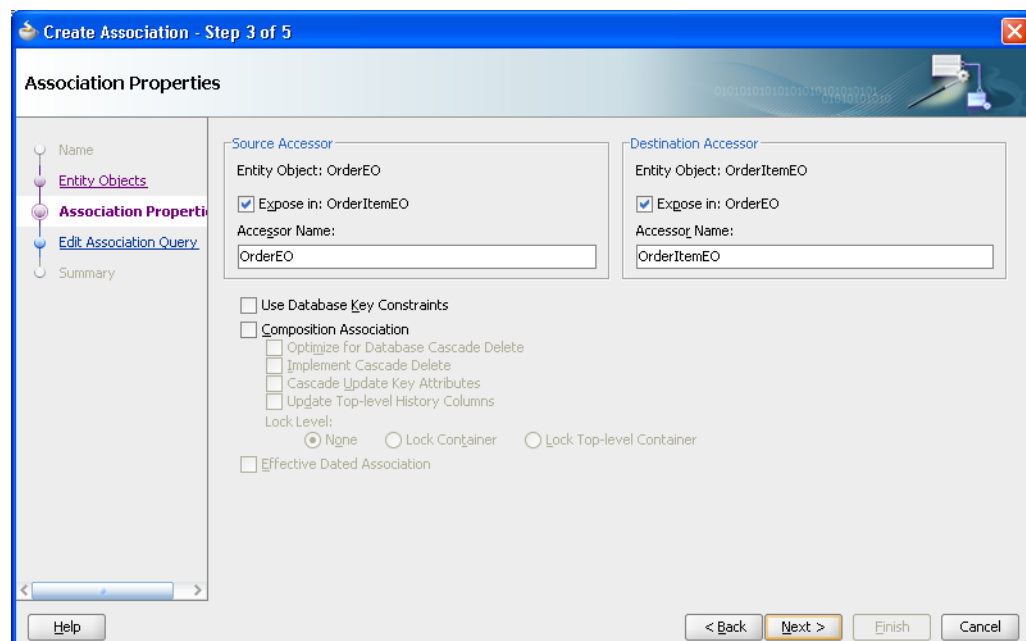 Create Association - Step 3 of 5
Association Properties
Name
Entity Objects
Association Properti
Edit Association Query
Summary
Source Accessor
Entity Object: OrderEO
Expose in: OrderItemEO
Accessor Name:
OrderEO
Destination Accessor
Entity Object: OrderItemEO
Expose in: OrderEO
Accessor Name:
OrderItemEO
Use Database Key Constraints
Composition Association
Optimize for Database Cascade Delete
Implement Cascade Delete
Cascade Update Key Attributes
Update Top-level History Columns
Lock Level:
None Lock Container Lock Top-level Container
Effective Dated Association
Help < Back Next > Finish Cancel